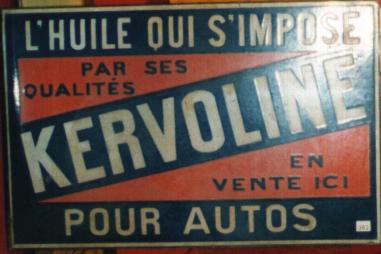 L'HUILE QUI S'IMPOSE
PAR SES
QUALITÉS
KERVOLINE
EN
VENTE ICI
POUR AUTOS